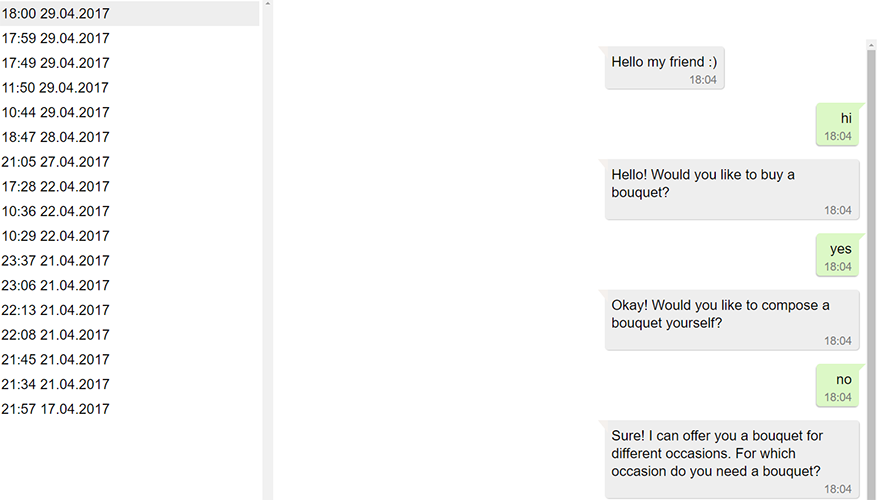 18:00 29.04.2017
17:59 29.04.2017
17:49 29.04.2017
11:50 29.04.2017
10:44 29.04.2017
18:47 28.04.2017
21:05 27.04.2017
17:28 22.04.2017
10:36 22.04.2017
10:29 22.04.2017
23:37 21.04.2017
23:06 21.04.2017
22:13 21.04.2017
22:08 21.04.2017
21:45 21.04.2017
21:34 21.04.2017
21:57 17.04.2017
Hello my friend :)
18:04
hi
18:04
Hello! Would you like to buy a
bouquet?
18:04
yes
18:04
Okay! Would you like to compose a
bouquet yourself?
18:04
no
18:04
Sure! I can offer you a bouquet for
different occasions. For which
occasion do you need a bouquet?
18:04